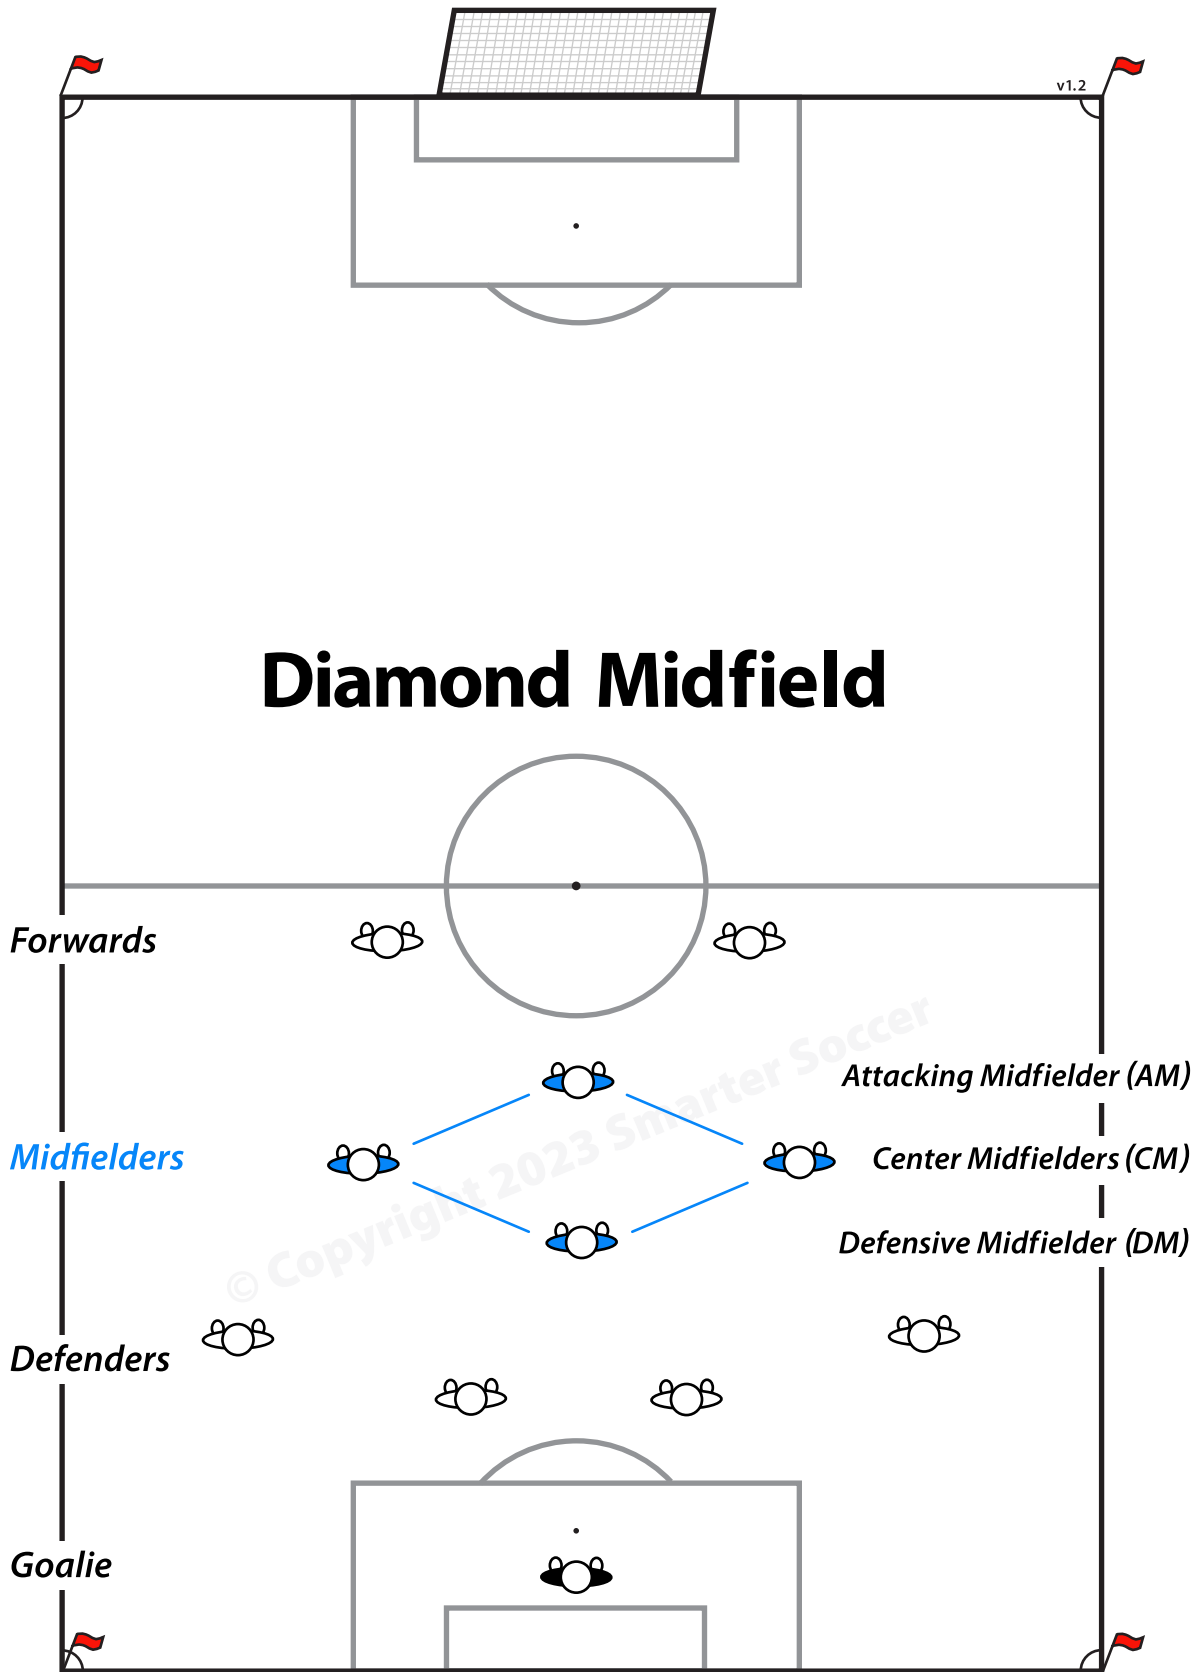 v1.2
Diamond Midfield
Forwards
Attacking Midfielder (AM)
Midfielders
Center Midfielders (CM)
Defensive Midfielder (DM)
© Copyright 2023 Smarter Soccer
Defenders
Goalie